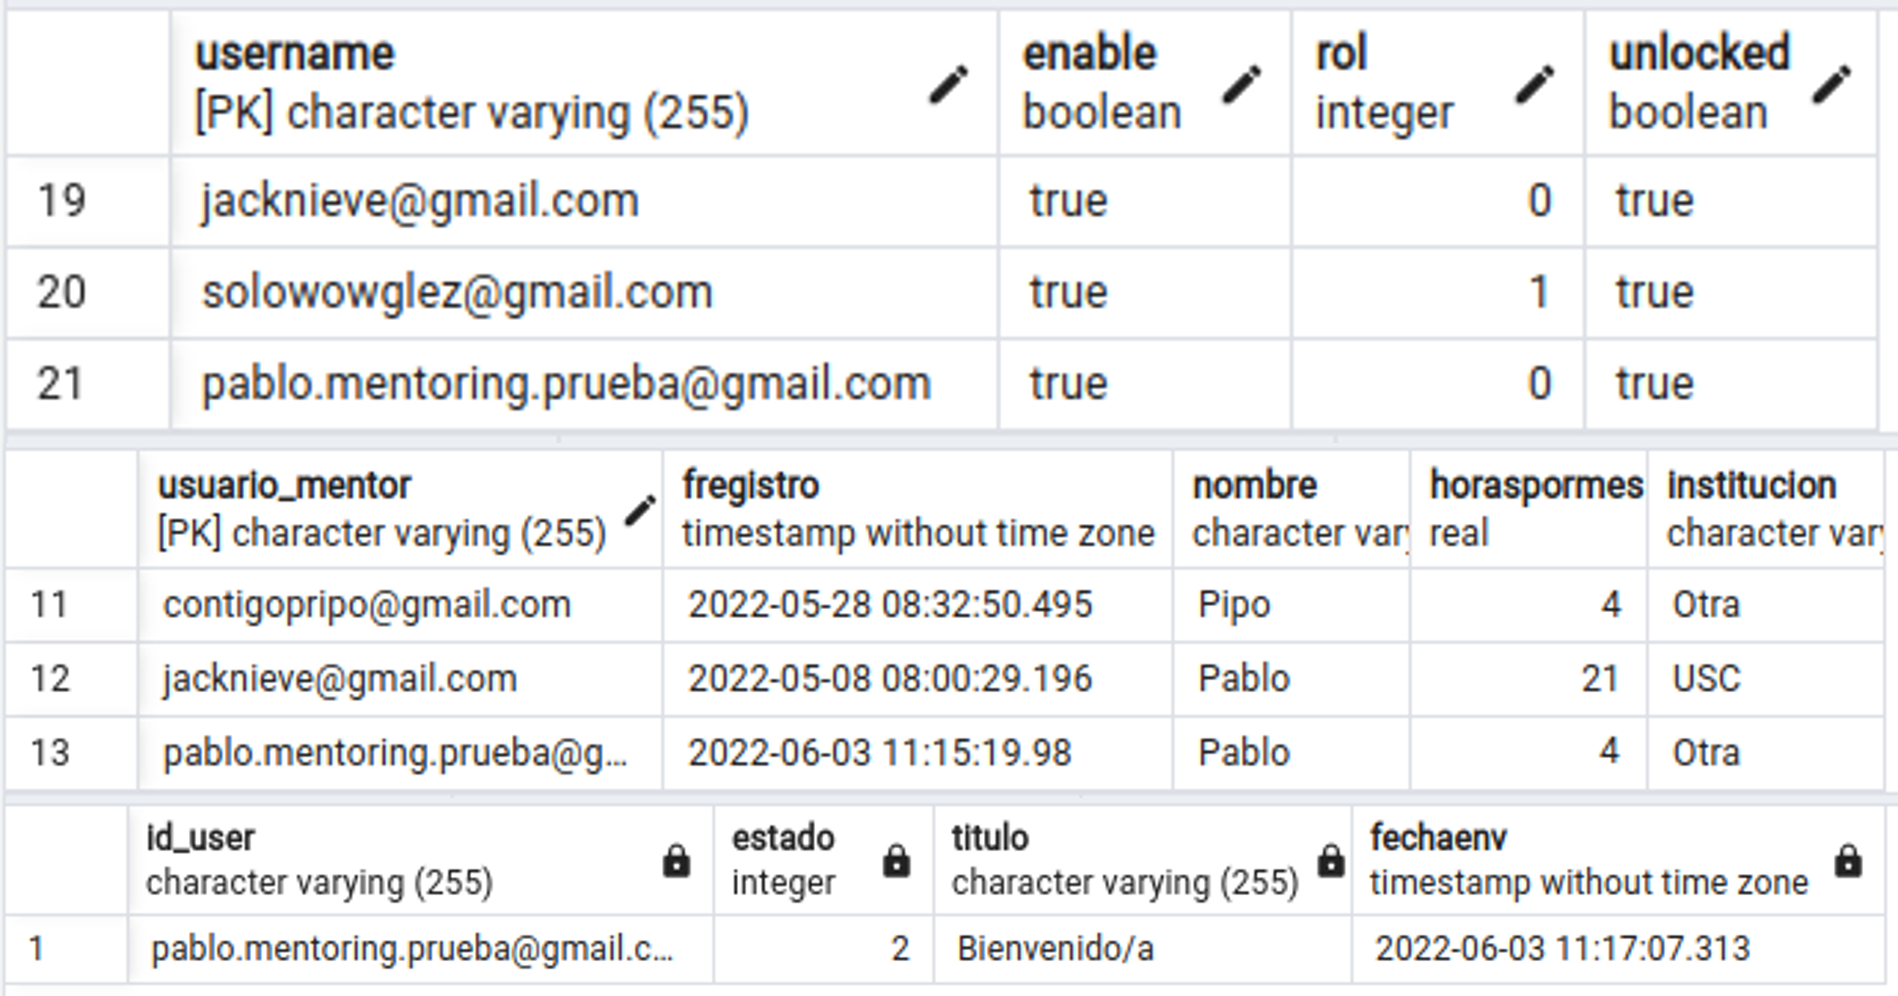 username enable rol unlocked
[PK] character varying (255) boolean integer boolean
19 jacknieve@gmail.com true 0 true
20 solowowglez@gmail.com true 1 true
21 pablo.mentoring.prueba@gmail.com true 0 true
usuario_mentor fregistro nombre horaspormes institucion
[PK] character varying (255) timestamp without time zone character vary real character vary
11 contigopripo@gmail.com 2022-05-28 08:32:50.495 Pipo 4 Otra
12 jacknieve@gmail.com 2022-05-08 08:00:29.196 Pablo 21 USC
13 pablo.mentoring.prueba@g... 2022-06-03 11:15:19.98 Pablo 4 Otra
id_user estado titulo fechaenv
character varying (255) integer character varying (255) timestamp without time zone
1 pablo.mentoring.prueba@gmail.c... 2 Bienvenido/a 2022-06-03 11:17:07.313